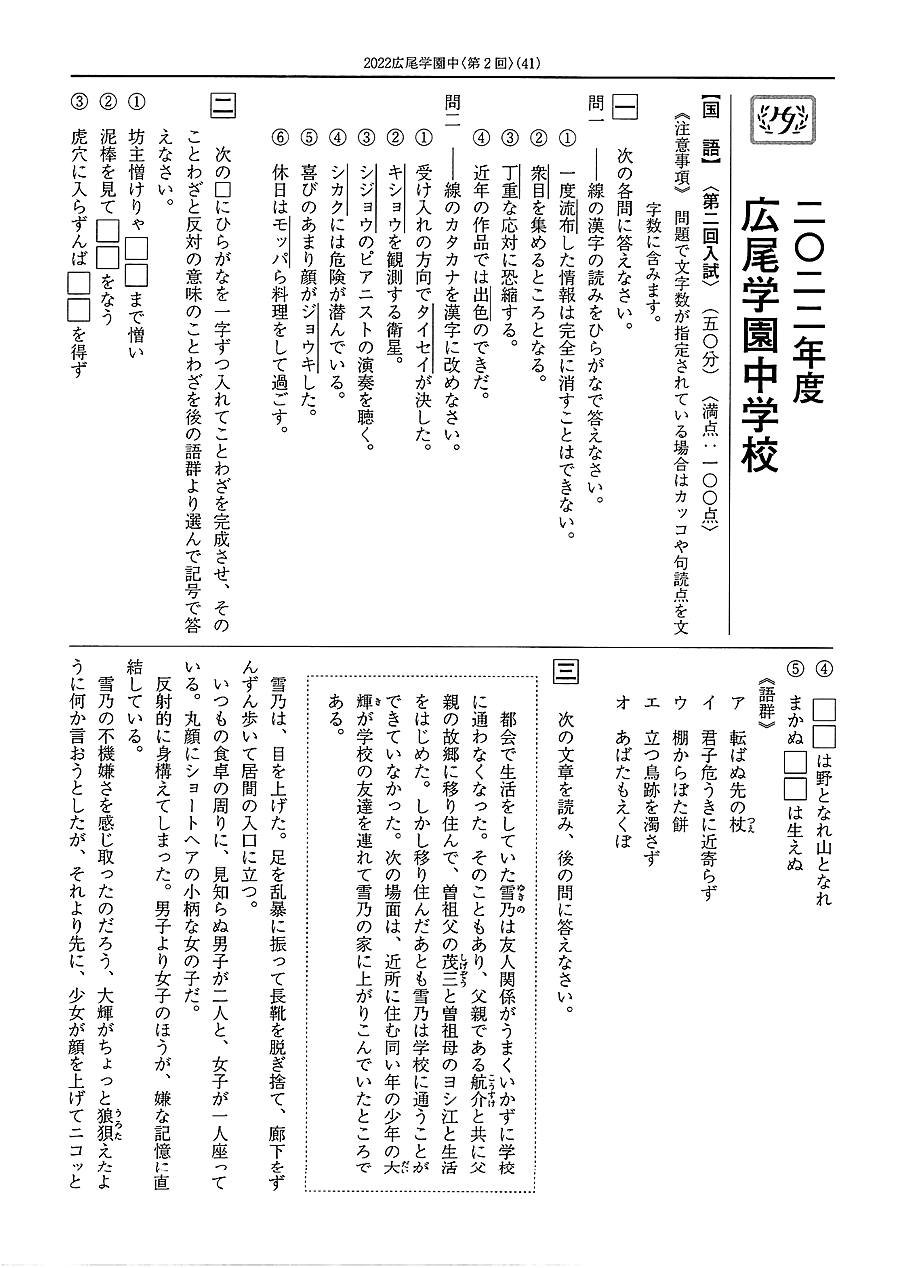 2022広尾学園中〈第2回〉(41)
二〇二二年度
広尾学園中学校
【国語】〈第二回入試〉(五〇分)〈満点:一〇〇点〉
《注意事項》 問題で文字数が指定されている場合はカッコや句読点を文
字数に含みます。
一 次の各問に答えなさい。
問一 ――線の漢字の読みをひらがなで答えなさい。
① 一度流布した情報は完全に消すことはできない。
② 衆目を集めるところとなる。
③ 丁重な応対に恐縮する。
④ 近年の作品では出色のできだ。
問二 ――線のカタカナを漢字に改めなさい。
① 受け入れの方向でタイセイが決した。
② キショウを観測する衛星。
③ シジョウのピアニストの演奏を聴く。
④ シカクには危険が潜んでいる。
⑤ 喜びのあまり顔がジョウキした。
⑥ 休日はモッパら料理をして過ごす。
二 次の□にひらがなを一字ずつ入れてことわざを完成させ、その
ことわざと反対の意味のことわざを後の語群より選んで記号で答
えなさい。
① 坊主憎けりゃ□□まで憎い
② 泥棒を見て□□をなう
③ 虎穴に入らずんば□□を得ず
④ □□は野となれ山となれ
⑤ まかぬ□□は生えぬ
《語群》
ア 転ばぬ先の杖つえ
イ 君子危うきに近寄らず
ウ 棚からぼた餅
エ 立つ鳥跡を濁さず
オ あばたもえくぼ
三 次の文章を読み、後の問に答えなさい。
都会で生活をしていた雪乃ゆきのは友人関係がうまくいかずに学校
に通わなくなった。そのこともあり、父親である航介こうすけと共に父
親の故郷に移り住んで、曽祖父の茂三しげぞうと曽祖母のヨシ江と生活
をはじめた。しかし移り住んだあとも雪乃は学校に通うことが
できていなかった。次の場面は、近所に住む同い年の少年の大だい
輝きが学校の友達を連れて雪乃の家に上がりこんでいたところで
ある。
雪乃は、目を上げた。足を乱暴に振って長靴を脱ぎ捨て、廊下をず
んずん歩いて居間の入口に立つ。
いつもの食卓の周りに、見知らぬ男子が二人と、女子が一人座って
いる。丸顔にショートヘアの小柄な女の子だ。
反射的に身構えてしまった。男子より女子のほうが、嫌な記憶に直
結している。
雪乃の不機嫌さを感じ取ったのだろう、大輝がちょっと狼狽うろたえたよ
うに何か言おうとしたが、それより先に、少女が顔を上げてニコッと